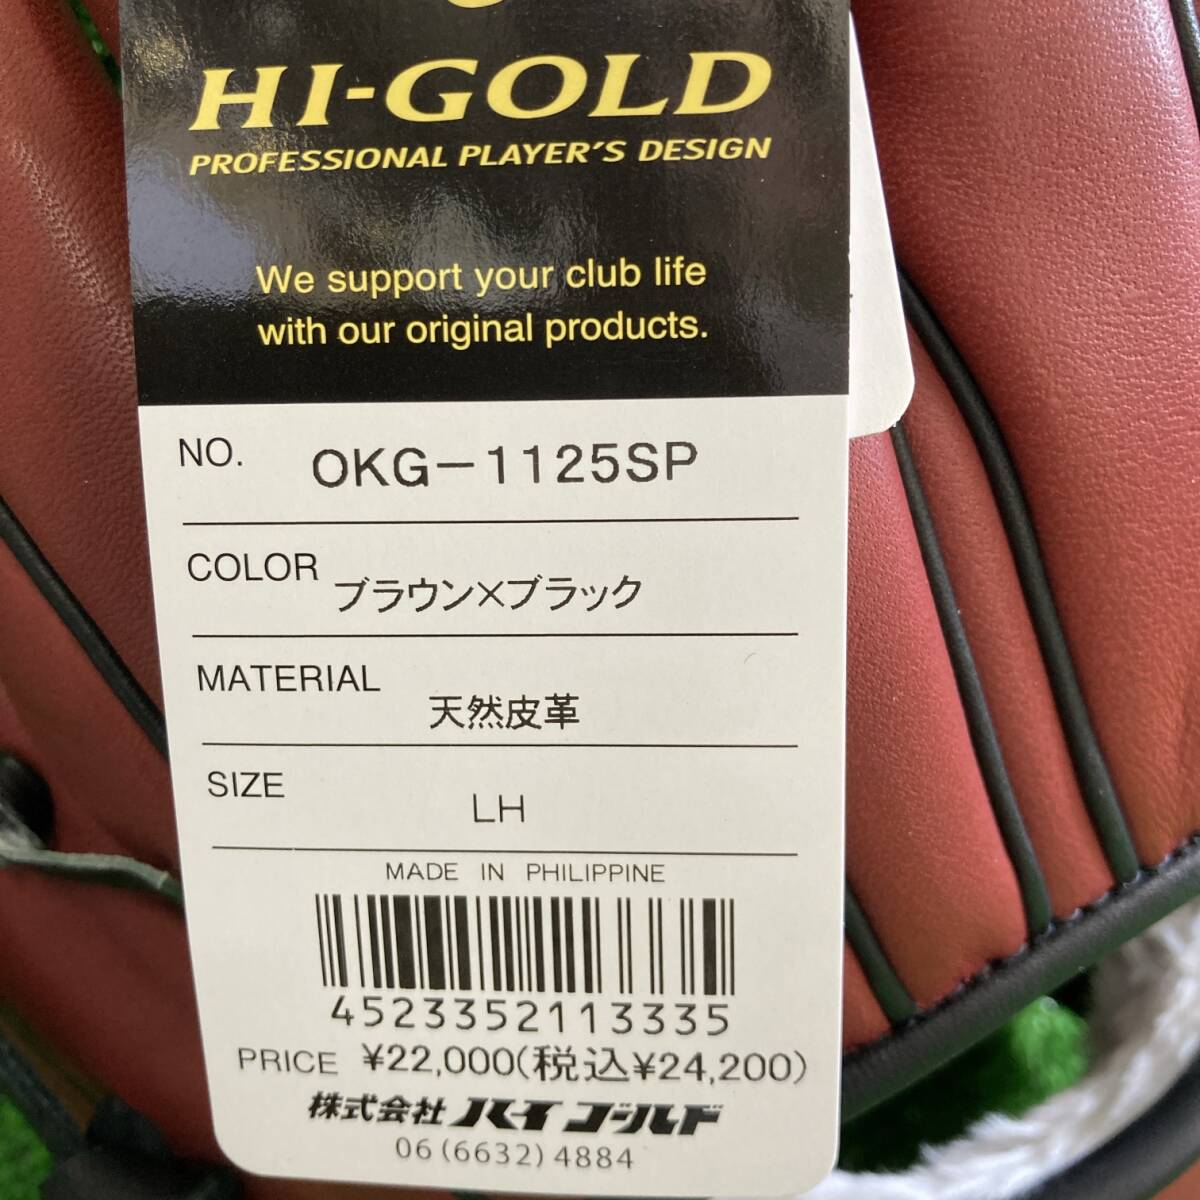 HI-GOLD
PROFESSIONAL PLAYER'S DESIGN
We support your club life
with our original products.
NO. OKG-1125SP
COLOR ブラウン×ブラック
MATERIAL 天然皮革
SIZE LH
MADE IN PHILIPPINE
4523352113335
PRICE ¥22,000(税込¥24,200)
株式会社 ハイゴールド
06(6632)4884